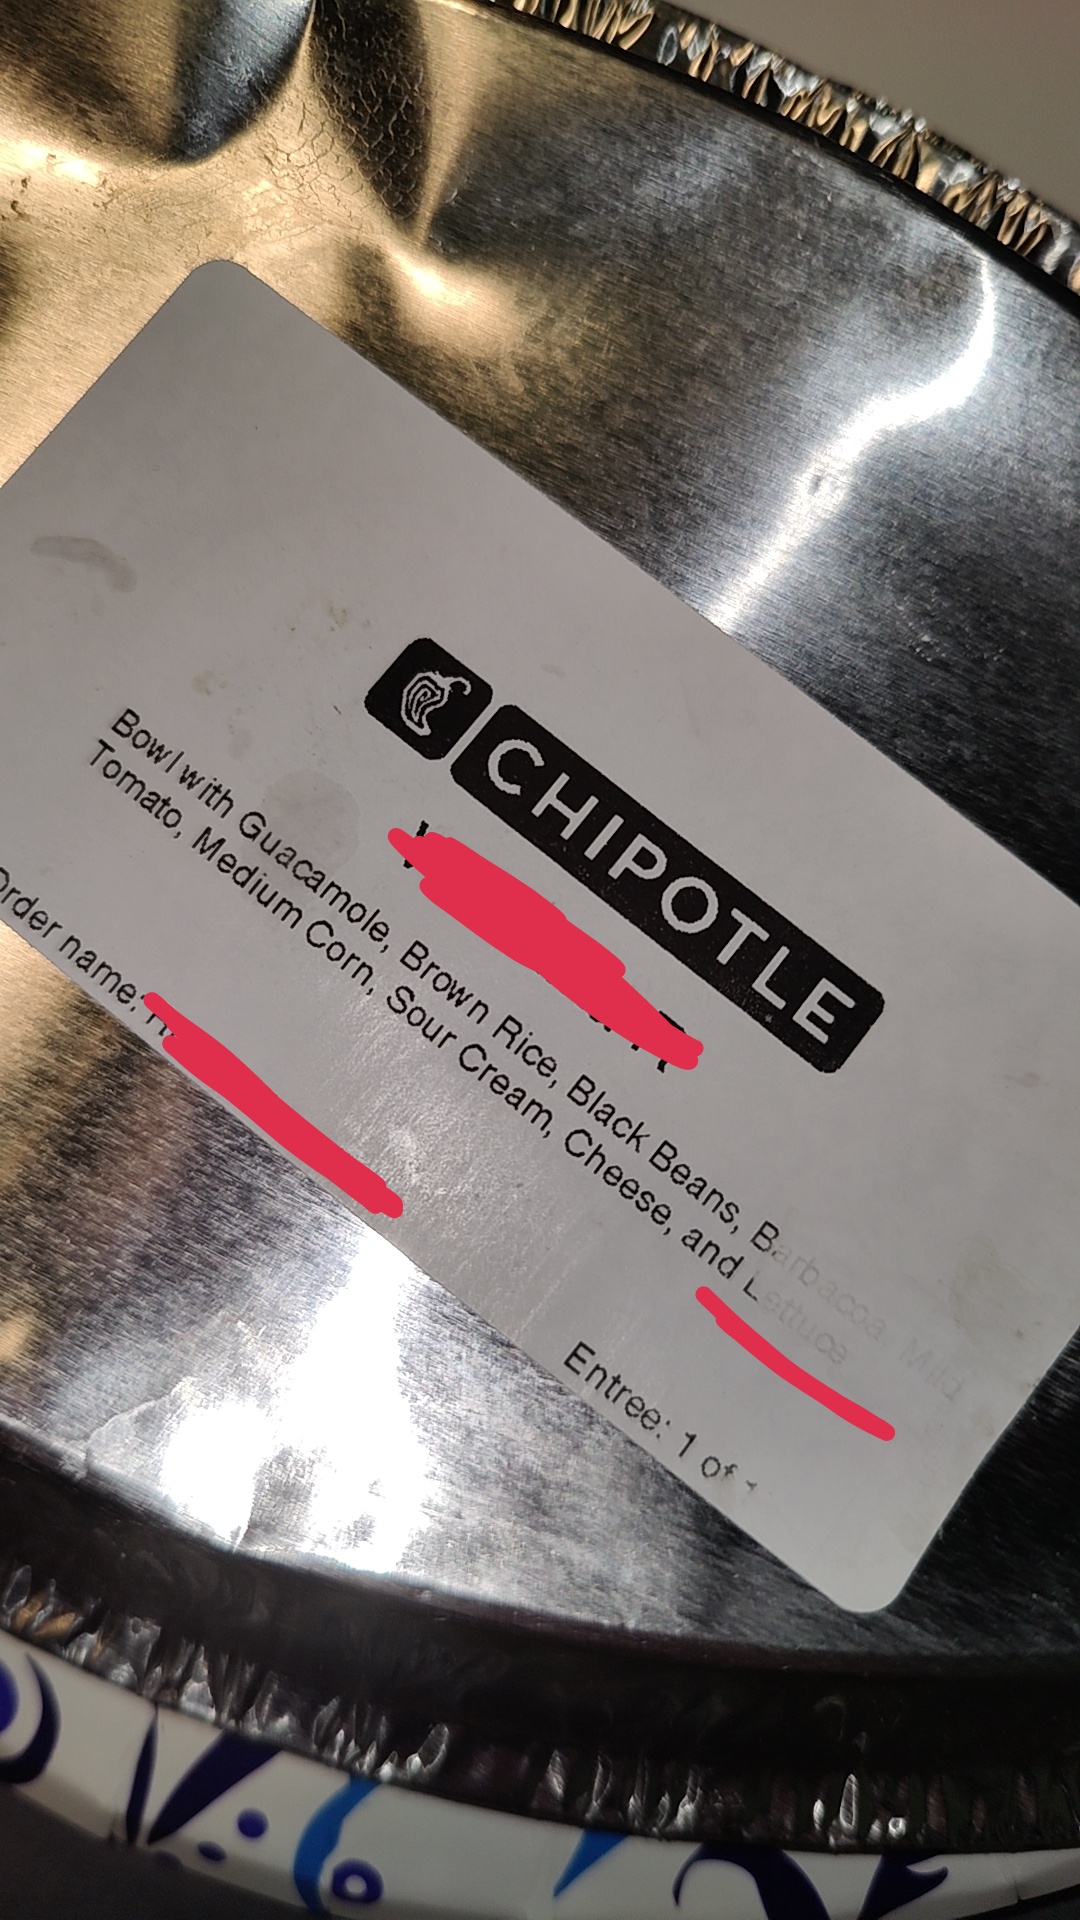 CHIPOTLE
Bowl with Guacamole, Brown Rice, Black Beans, Barbacoa, Mild
Tomato, Medium Corn, Sour Cream, Cheese, and Lettuce
Order name:
Entree: 1 of 1